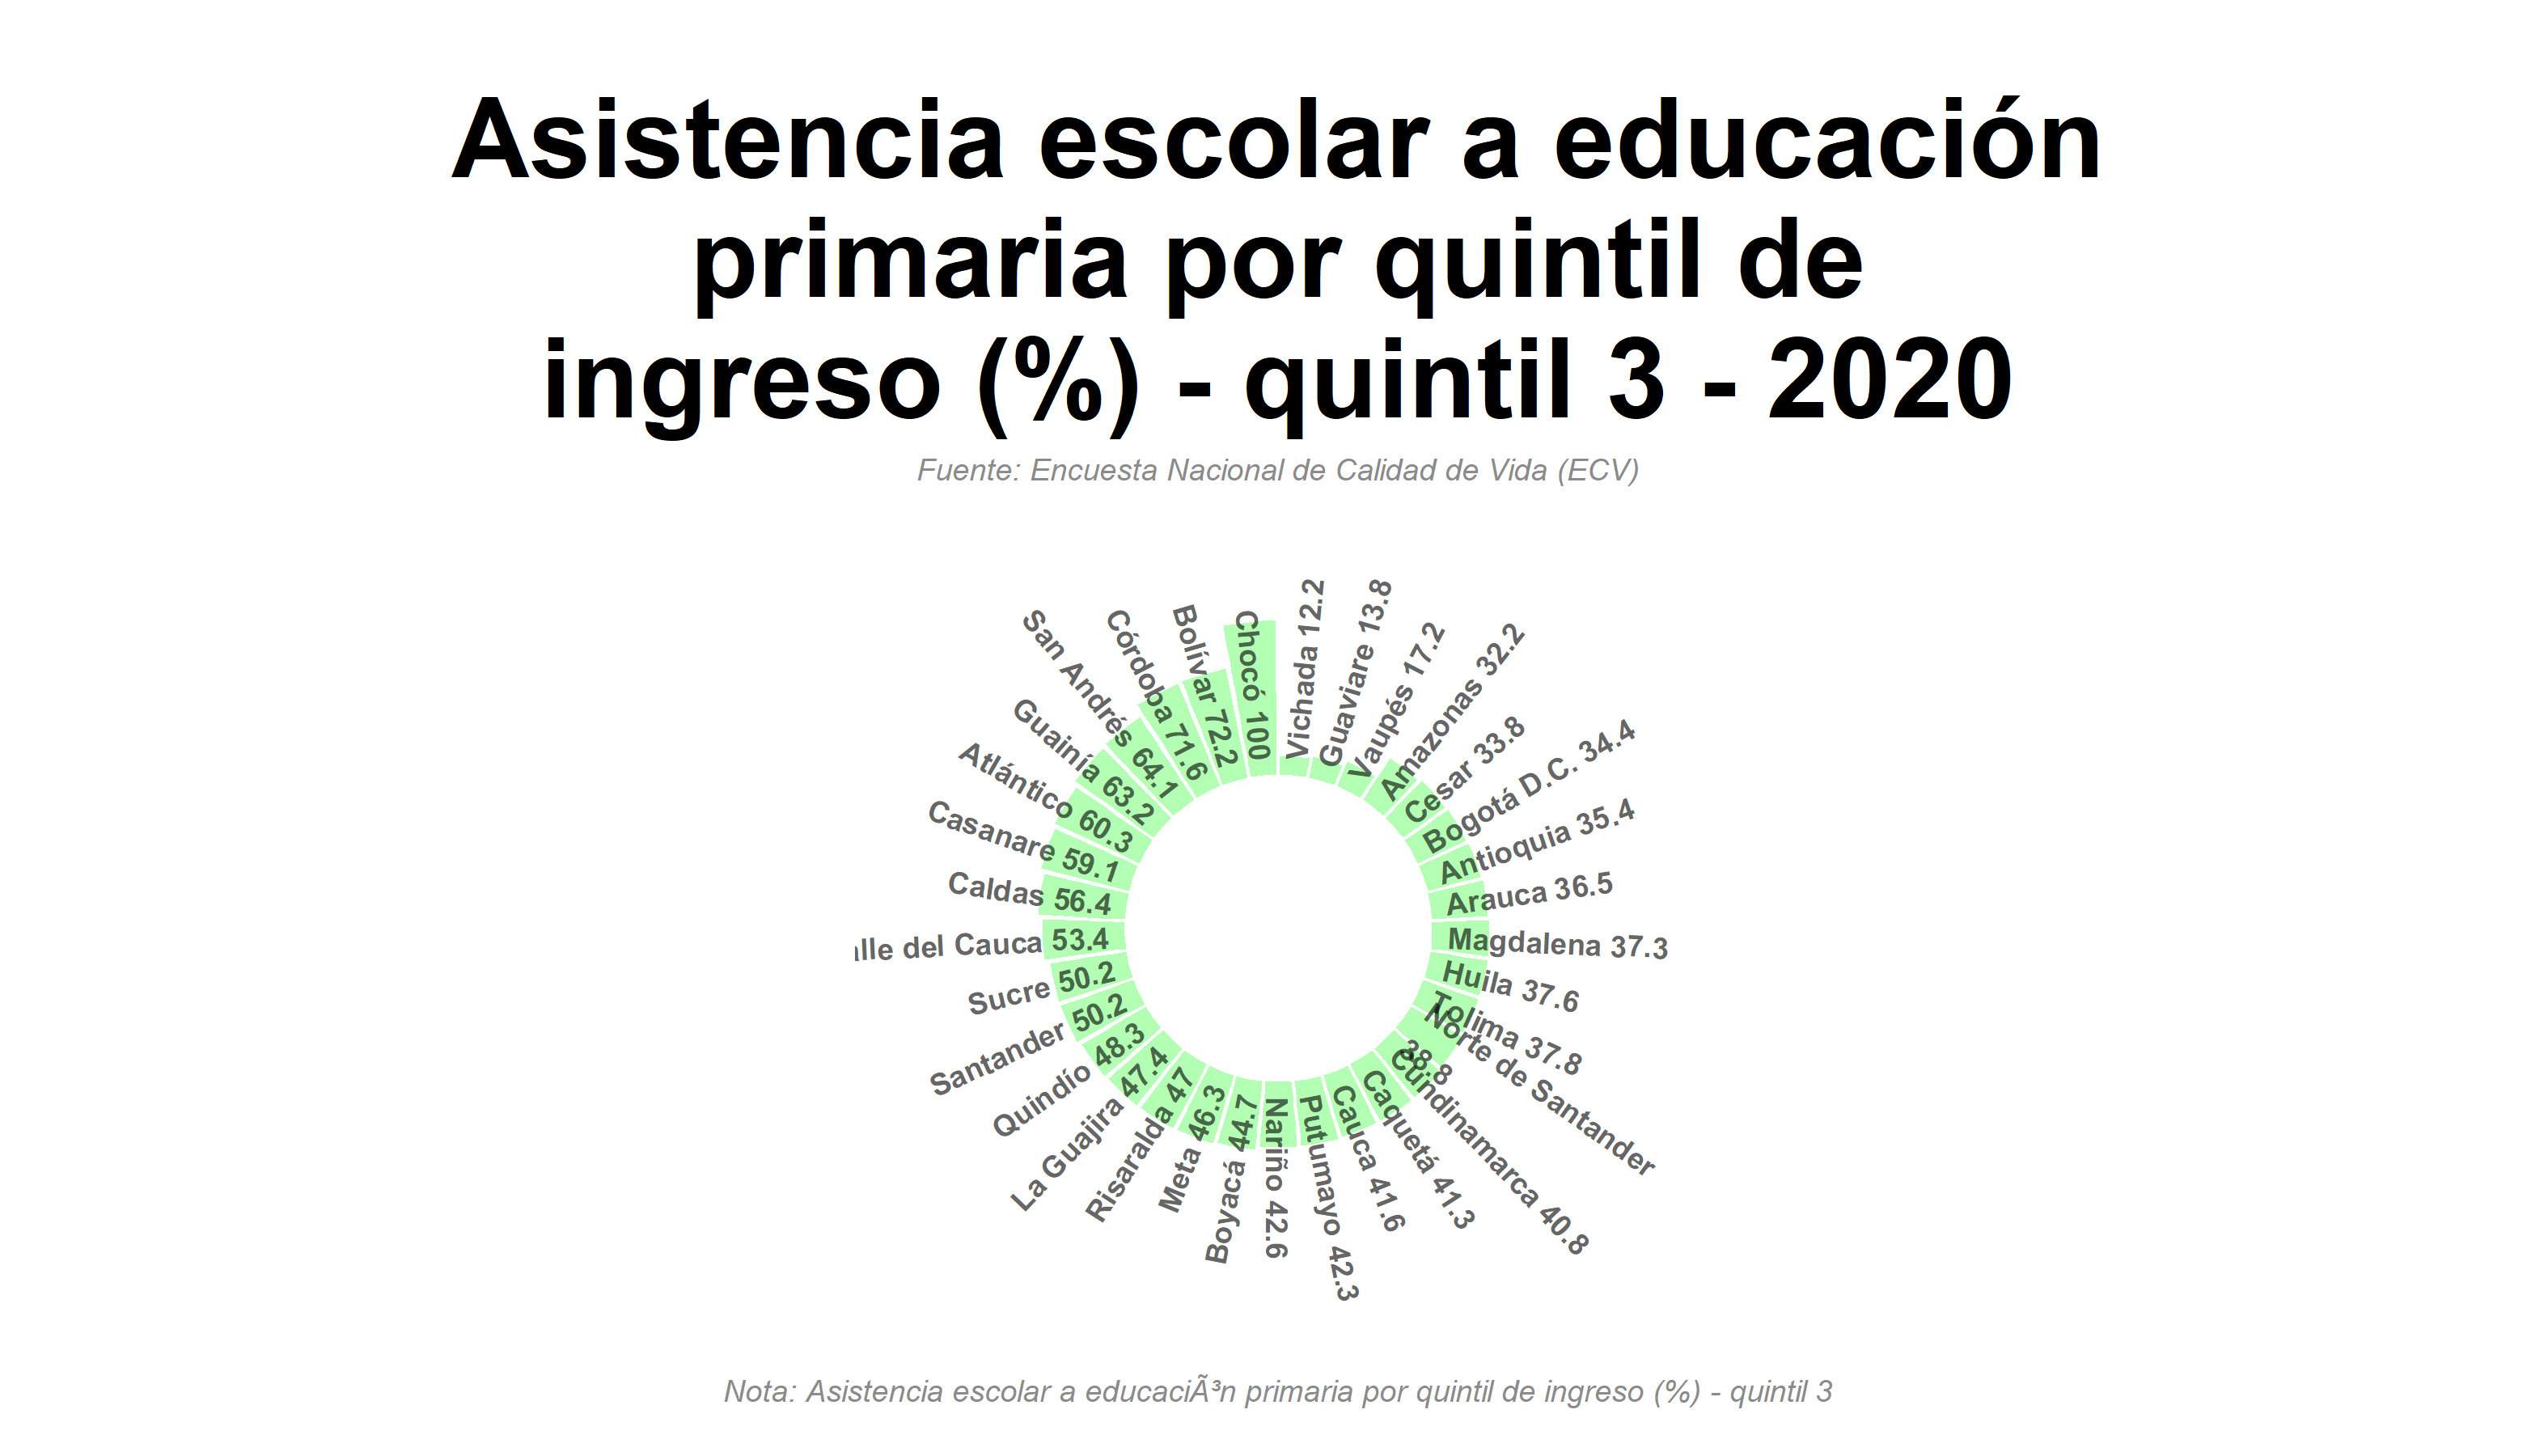 Asistencia escolar a educación
primaria por quintil de
ingreso (%) - quintil 3 - 2020
Fuente: Encuesta Nacional de Calidad de Vida (ECV)
Vichada 12.2
Guaviare 13.8
Vaupés 17.2
Amazonas 32.2
Cesar 33.8
Bogotá D.C. 34.4
Antioquia 35.4
Arauca 36.5
Magdalena 37.3
Huila 37.6
Tolima 37.8
Norte de Santander
38.8
Cundinamarca 40.8
Caquetá 41.3
Cauca 41.6
Putumayo 42.3
Nariño 42.6
Boyacá 44.7
Meta 46.3
Risaralda 47
La Guajira 47.4
Quindío 48.3
Santander 50.2
Sucre 50.2
lle del Cauca 53.4
Caldas 56.4
Casanare 59.1
Atlántico 60.3
Guainía 63.2
San Andrés 64.1
Córdoba 71.6
Bolívar 72.2
Chocó 100
Nota: Asistencia escolar a educaciÃ³n primaria por quintil de ingreso (%) - quintil 3